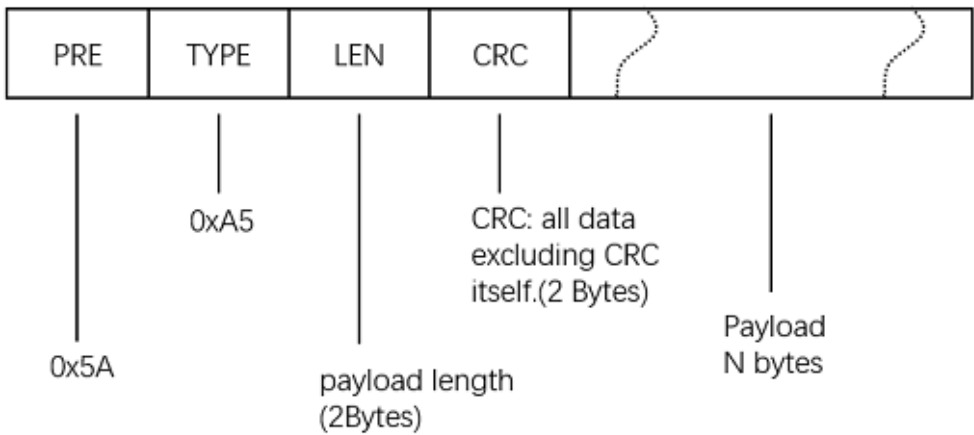 PRE TYPE LEN CRC
0xA5
CRC: all data
excluding CRC
itself.(2 Bytes)
0x5A
payload length
(2Bytes)
Payload
N bytes